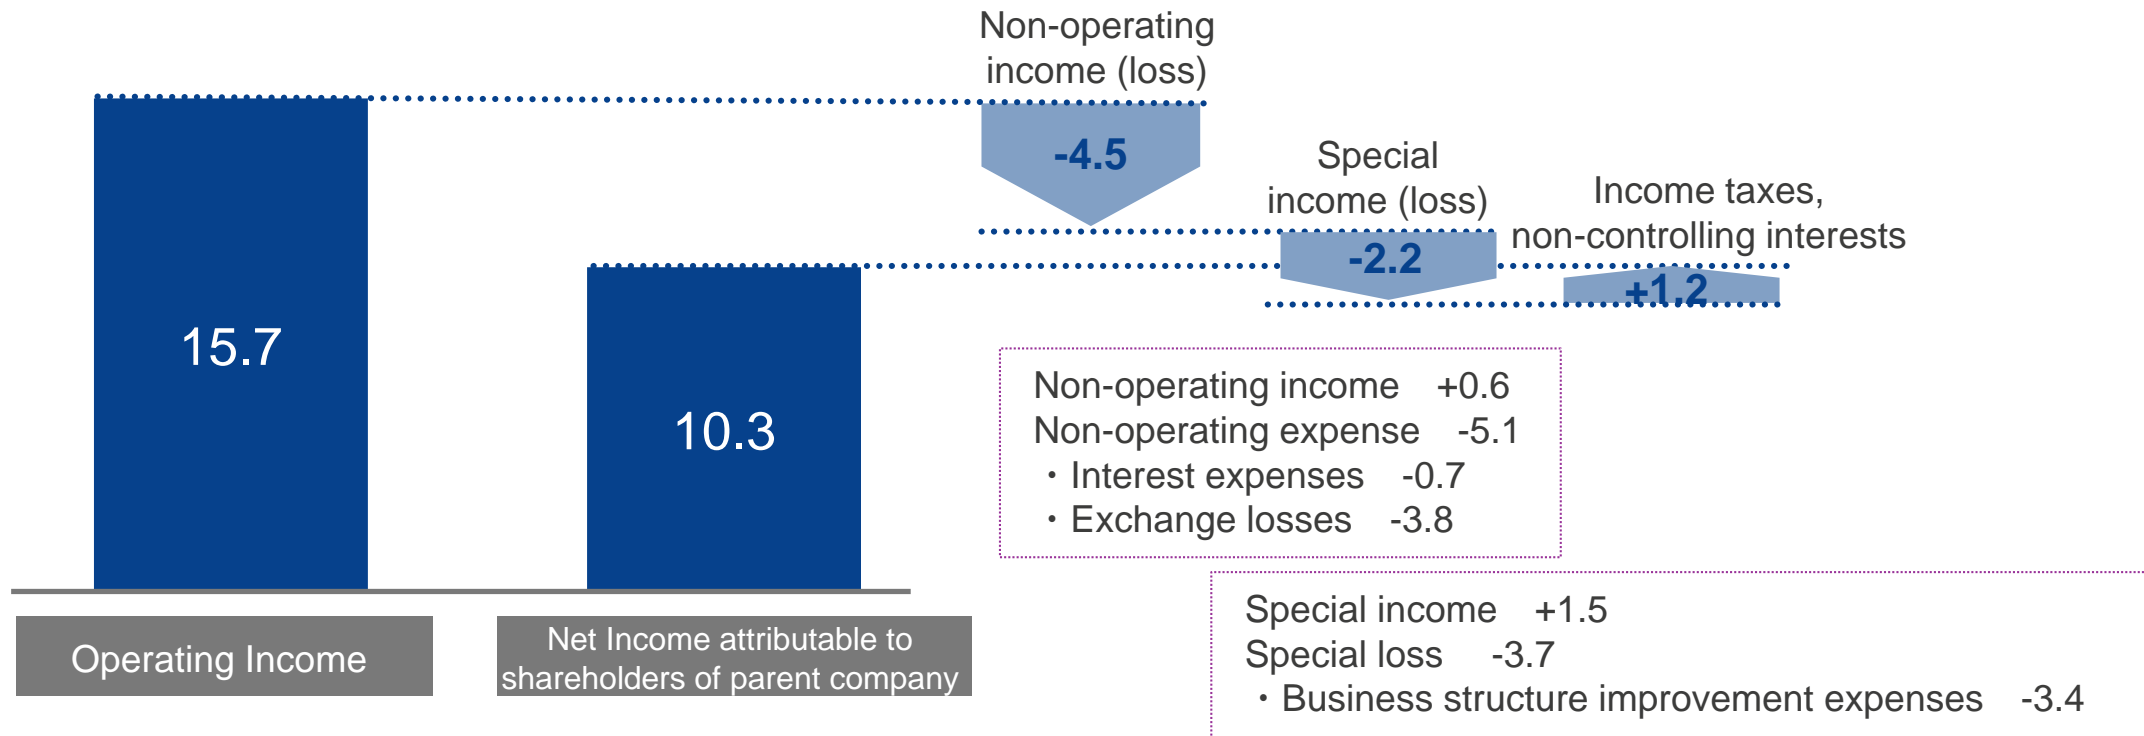 Non-operating
income (loss)
-4.5
Special
income (loss)
-2.2
Income taxes,
non-controlling interests
+1.2
15.7
10.3
Operating Income
Net Income attributable to
shareholders of parent company
Non-operating income +0.6
Non-operating expense -5.1
・Interest expenses -0.7
・Exchange losses -3.8
Special income +1.5
Special loss -3.7
・Business structure improvement expenses -3.4